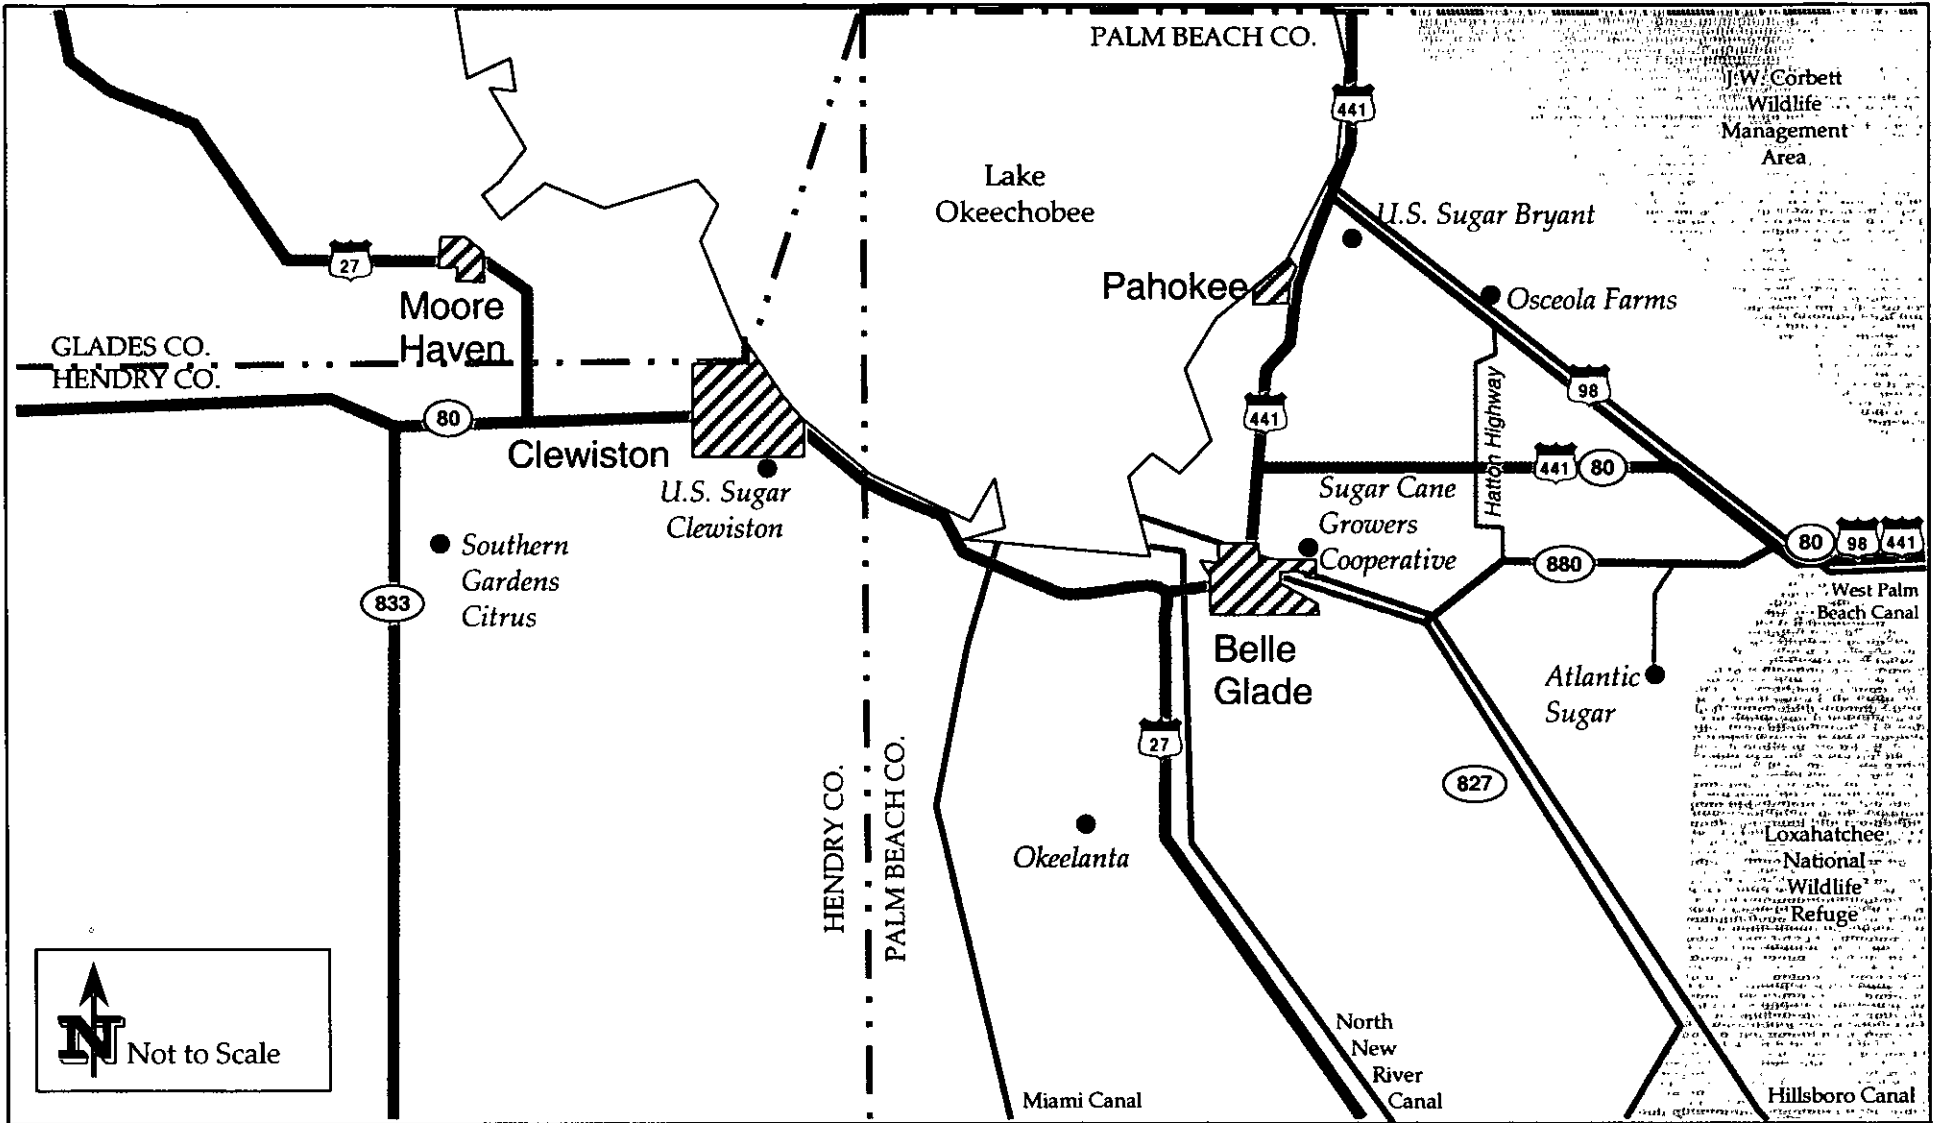 PALM BEACH CO.
J.W. Corbett
Wildlife
Management
Area
441
Lake
Okeechobee
U.S. Sugar Bryant
27
Moore
Haven
Pahokee
Osceola Farms
GLADES CO.
HENDRY CO.
98
80
441
Hatton Highway
Clewiston
441
80
U.S. Sugar
Clewiston
Sugar Cane
Growers
Cooperative
Southern
Gardens
Citrus
80
98
441
880
833
West Palm
Beach Canal
Belle
Glade
Atlantic
Sugar
27
827
HENDRY CO.
PALM BEACH CO.
Okeelanta
Loxahatchee
National
Wildlife
Refuge
N
Not to Scale
North
New
River
Canal
Miami Canal
Hillsboro Canal